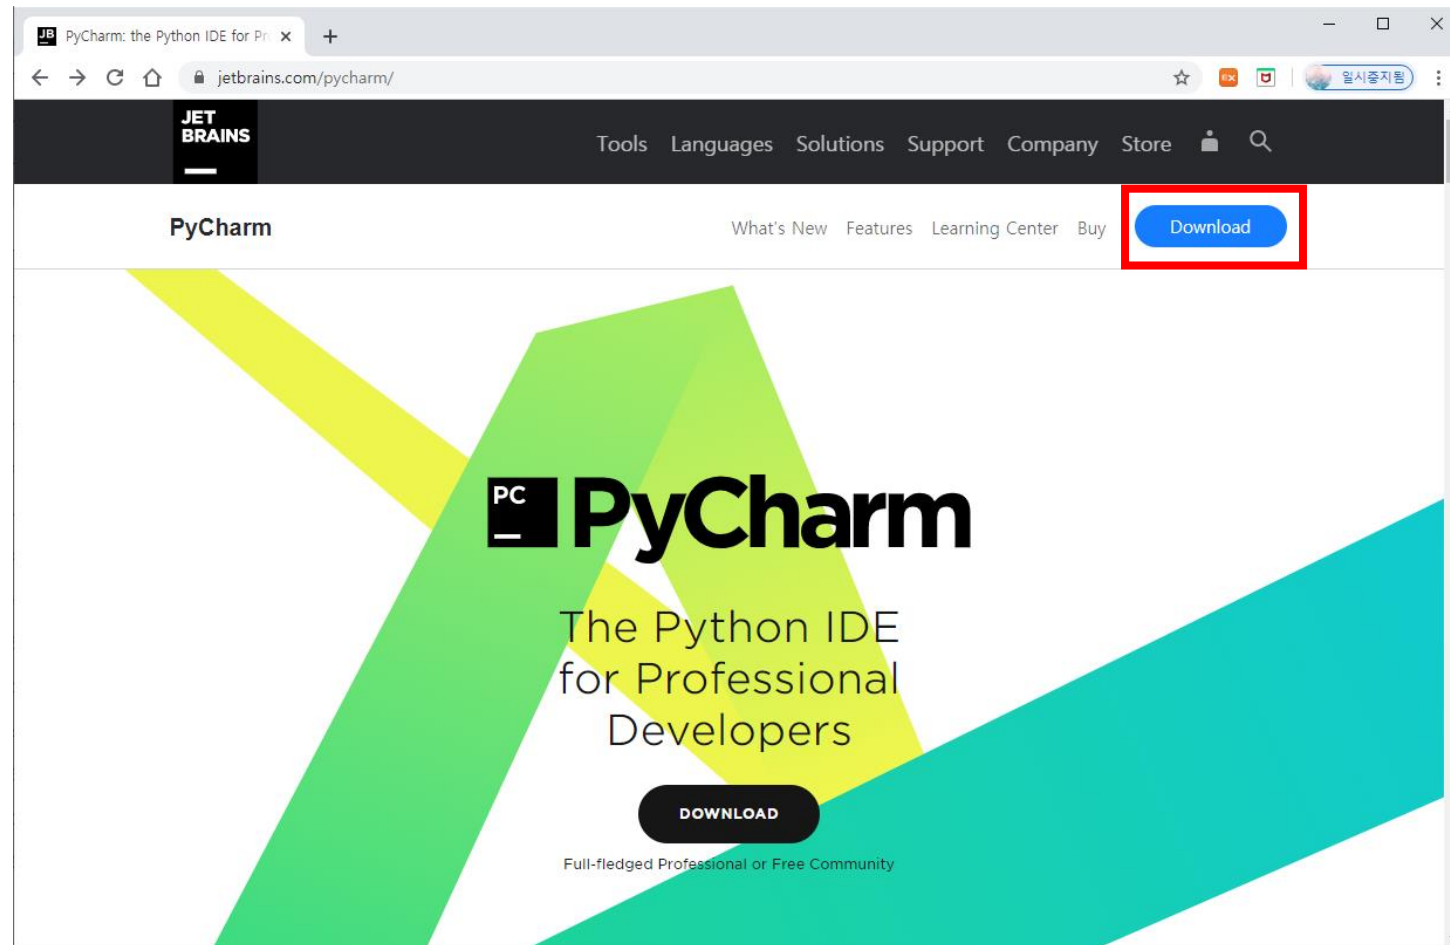 JB PyCharm: the Python IDE for Pr
jetbrains.com/pycharm/
일시중지됨
JET
BRAINS
Tools Languages Solutions Support Company Store
PyCharm
What's New Features Learning Center Buy Download
PC
PyCharm
The Python IDE
for Professional
Developers
DOWNLOAD
Full-fledged Professional or Free Community